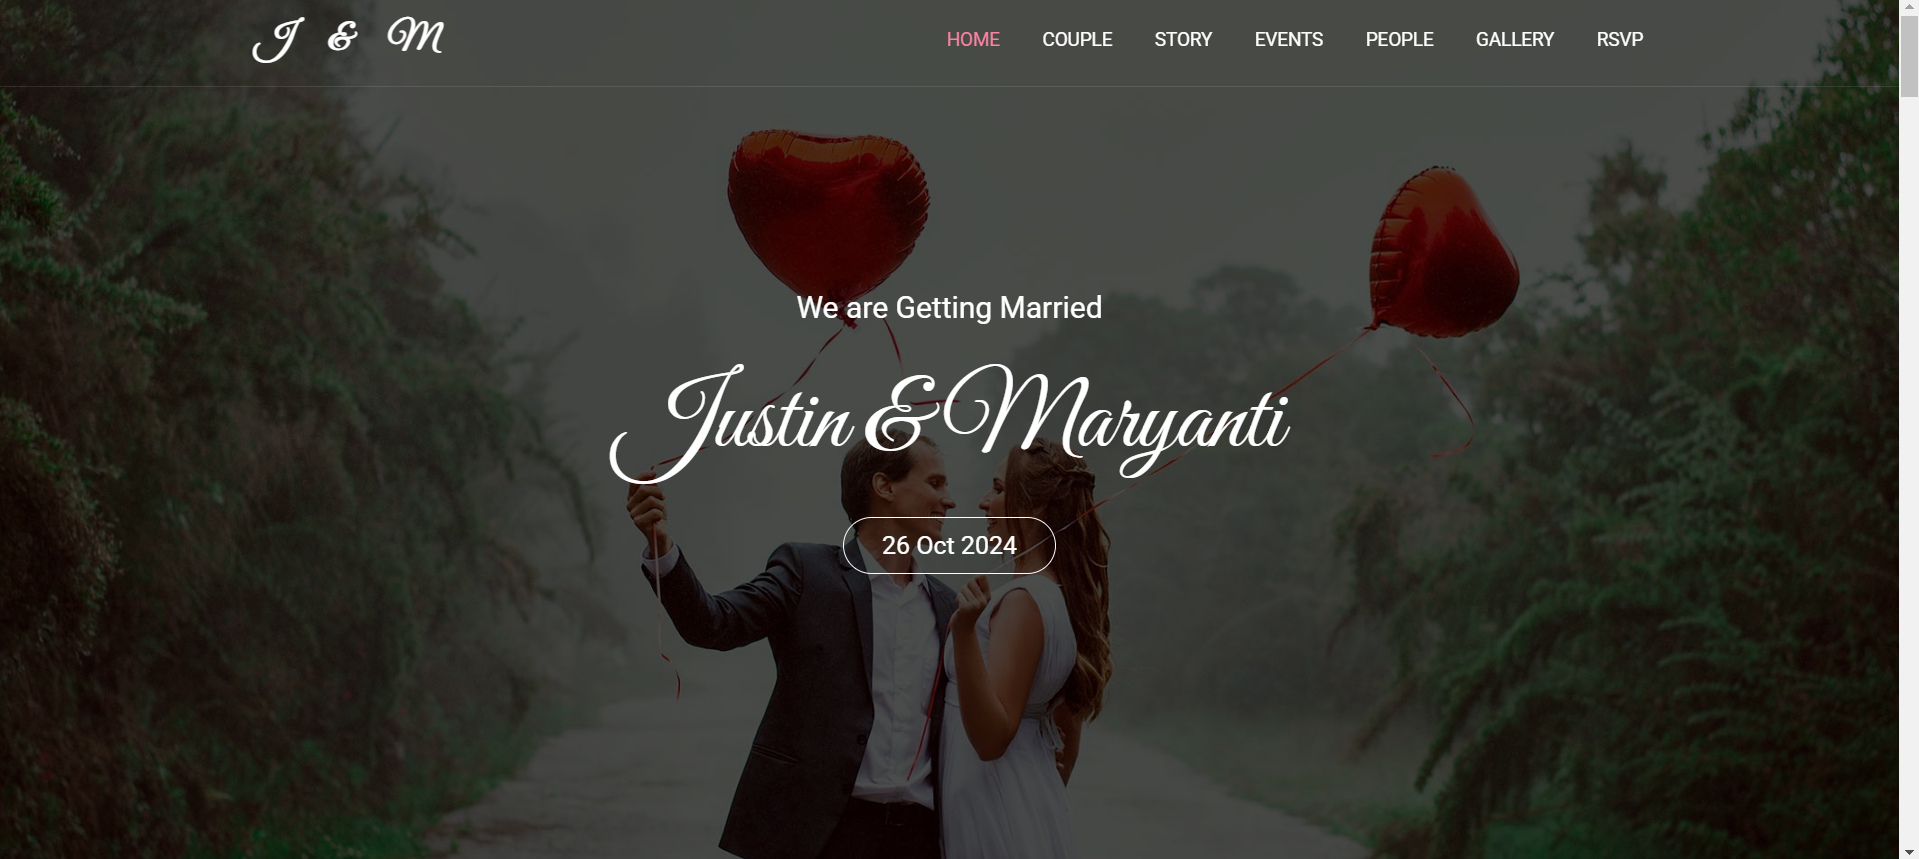 J & M
HOME COUPLE STORY EVENTS PEOPLE GALLERY RSVP
We are Getting Married
Justin & Maryanti
26 Oct 2024